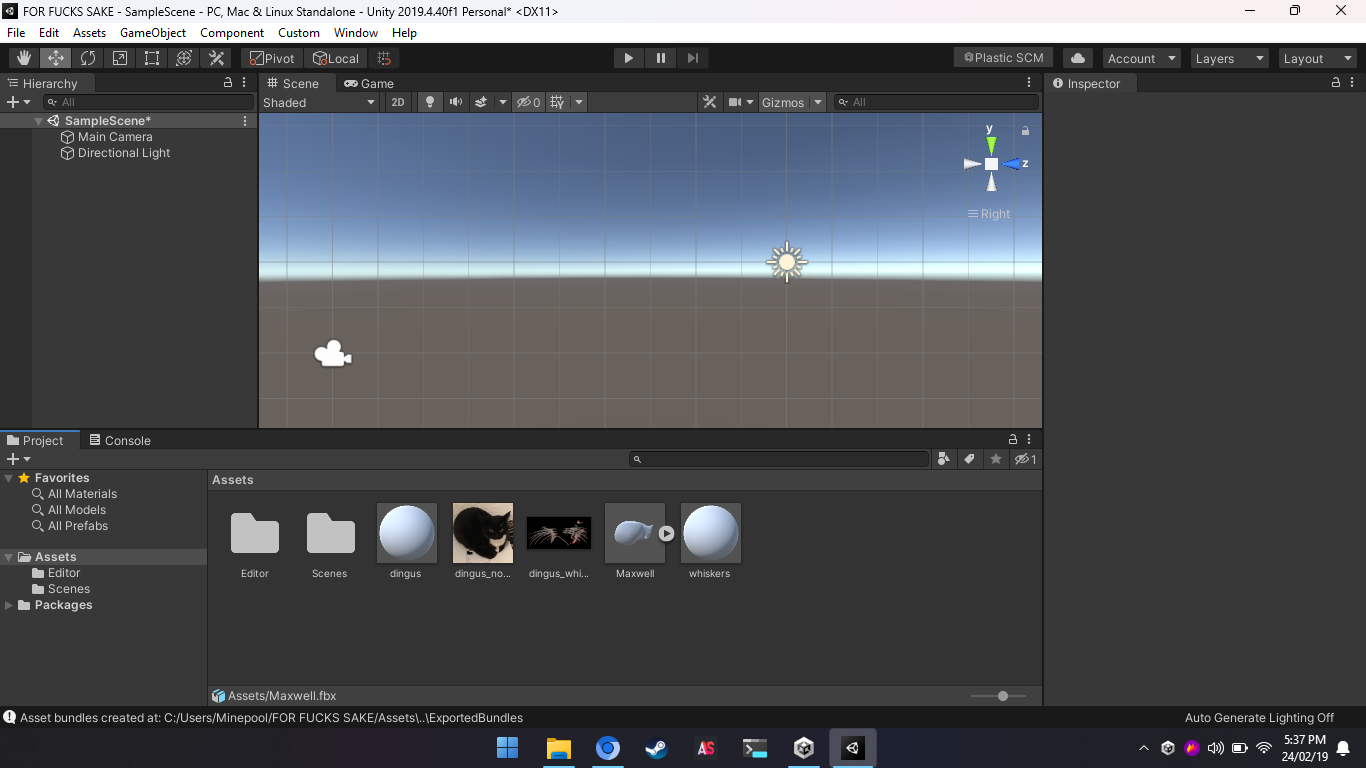 FOR FUCKS SAKE - SampleScene - PC, Mac & Linux Standalone - Unity 2019.4.40f1 Personal* <DX11>
File Edit Assets GameObject Component Custom Window Help
Pivot Local Plastic SCM Account Layers Layout
Hierarchy Scene Game Inspector
All Shaded 2D 0 Gizmos All
SampleScene*
Main Camera
Directional Light
y
z
Right
Project Console
1
Favorites Assets
All Materials
All Models
All Prefabs
Assets
Editor
Scenes
Packages
Editor Scenes dingus dingus_no... dingus_whi... Maxwell whiskers
Assets/Maxwell.fbx
Asset bundles created at: C:/Users/Minepool/FOR FUCKS SAKE/Assets\..\ExportedBundles Auto Generate Lighting Off
AS
5:37 PM
24/02/19